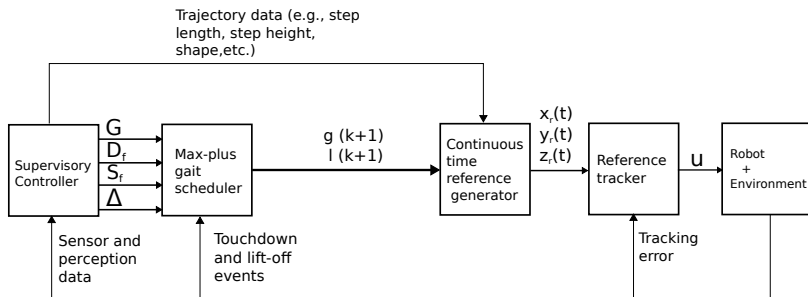 Trajectory data (e.g., step
length, step height,
shape,etc.)
Supervisory
Controller
G
D_f
S_f
Δ
Max-plus
gait
scheduler
g (k+1)
l (k+1)
Continuous
time
reference
generator
x_r(t)
y_r(t)
z_r(t)
Reference
tracker
u
Robot
+
Environment
Sensor and
perception
data
Touchdown
and lift-off
events
Tracking
error